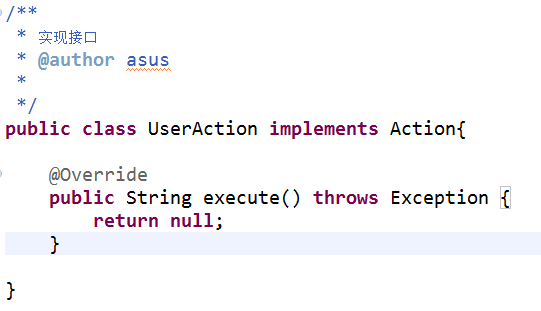 /**
 * 实现接口
 * @author asus
 *
 */
public class UserAction implements Action{
    @Override
    public String execute() throws Exception {
        return null;
    }
}